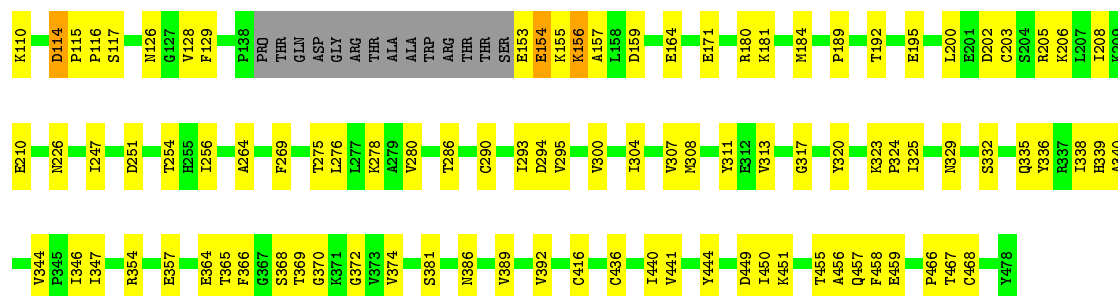 K110 D114 P115 P116 S117 N126 G127 V128 F129 P138 PRO THR GLN ASP GLY ARG THR ALA ALA TRP ARG THR THR SER E153 E154 K155 K156 A157 L158 D159 E164 E171 R180 K181 M184 P189 T192 E195 L200 E201 D202 C203 S204 R205 K206 L207 I208 K209
E210 N226 I247 D251 T254 H255 I256 A264 F269 T275 L276 L277 K278 A279 V280 T286 C290 I293 D294 V295 V300 I304 V307 M308 Y311 E312 V313 G317 Y320 K323 P324 I325 N329 S332 Q335 Y336 R337 I338 H339 A340
V344 P345 I346 I347 R354 E357 E364 T365 F366 G367 S368 T369 G370 K371 G372 V373 V374 S381 N386 V389 V392 C416 C436 I440 V441 Y444 D449 I450 K451 T455 A456 Q457 F458 E459 P466 T467 C468 Y478